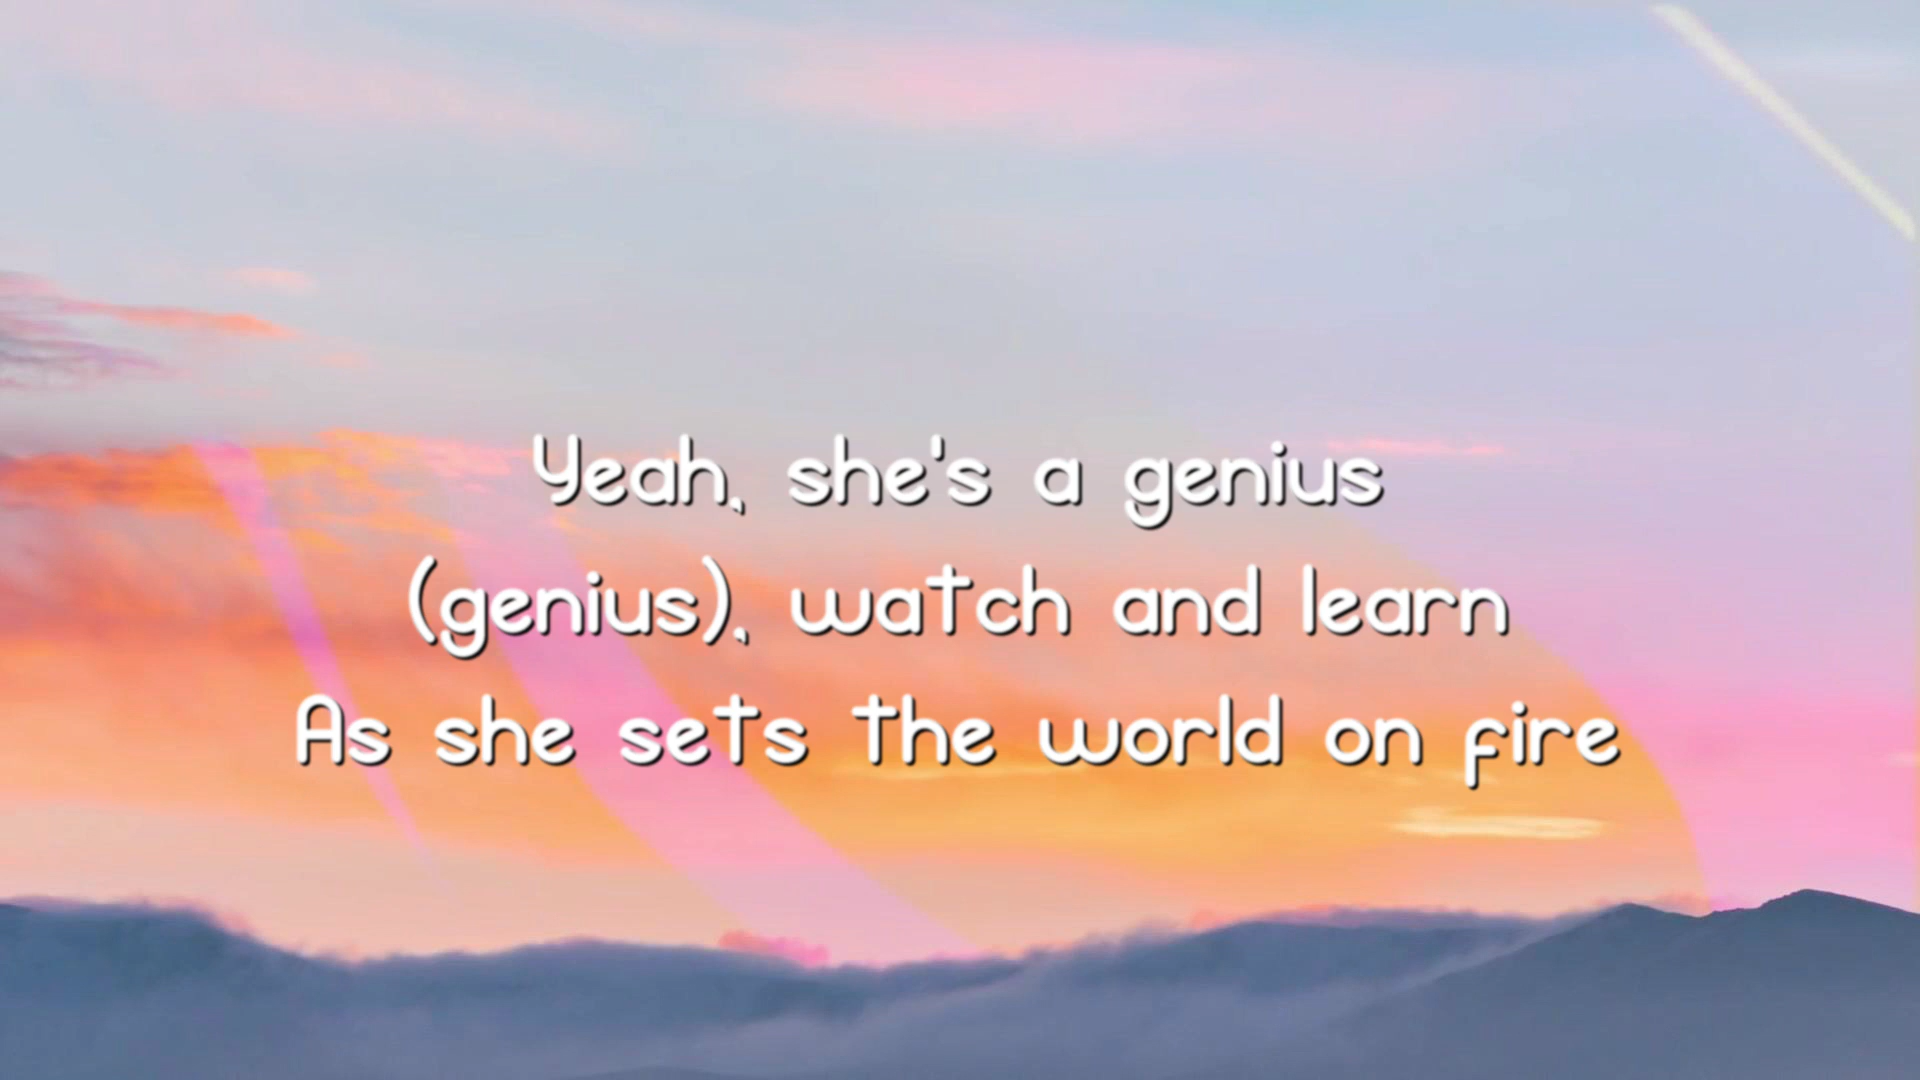 Yeah, she's a genius
(genius), watch and learn
As she sets the world on fire